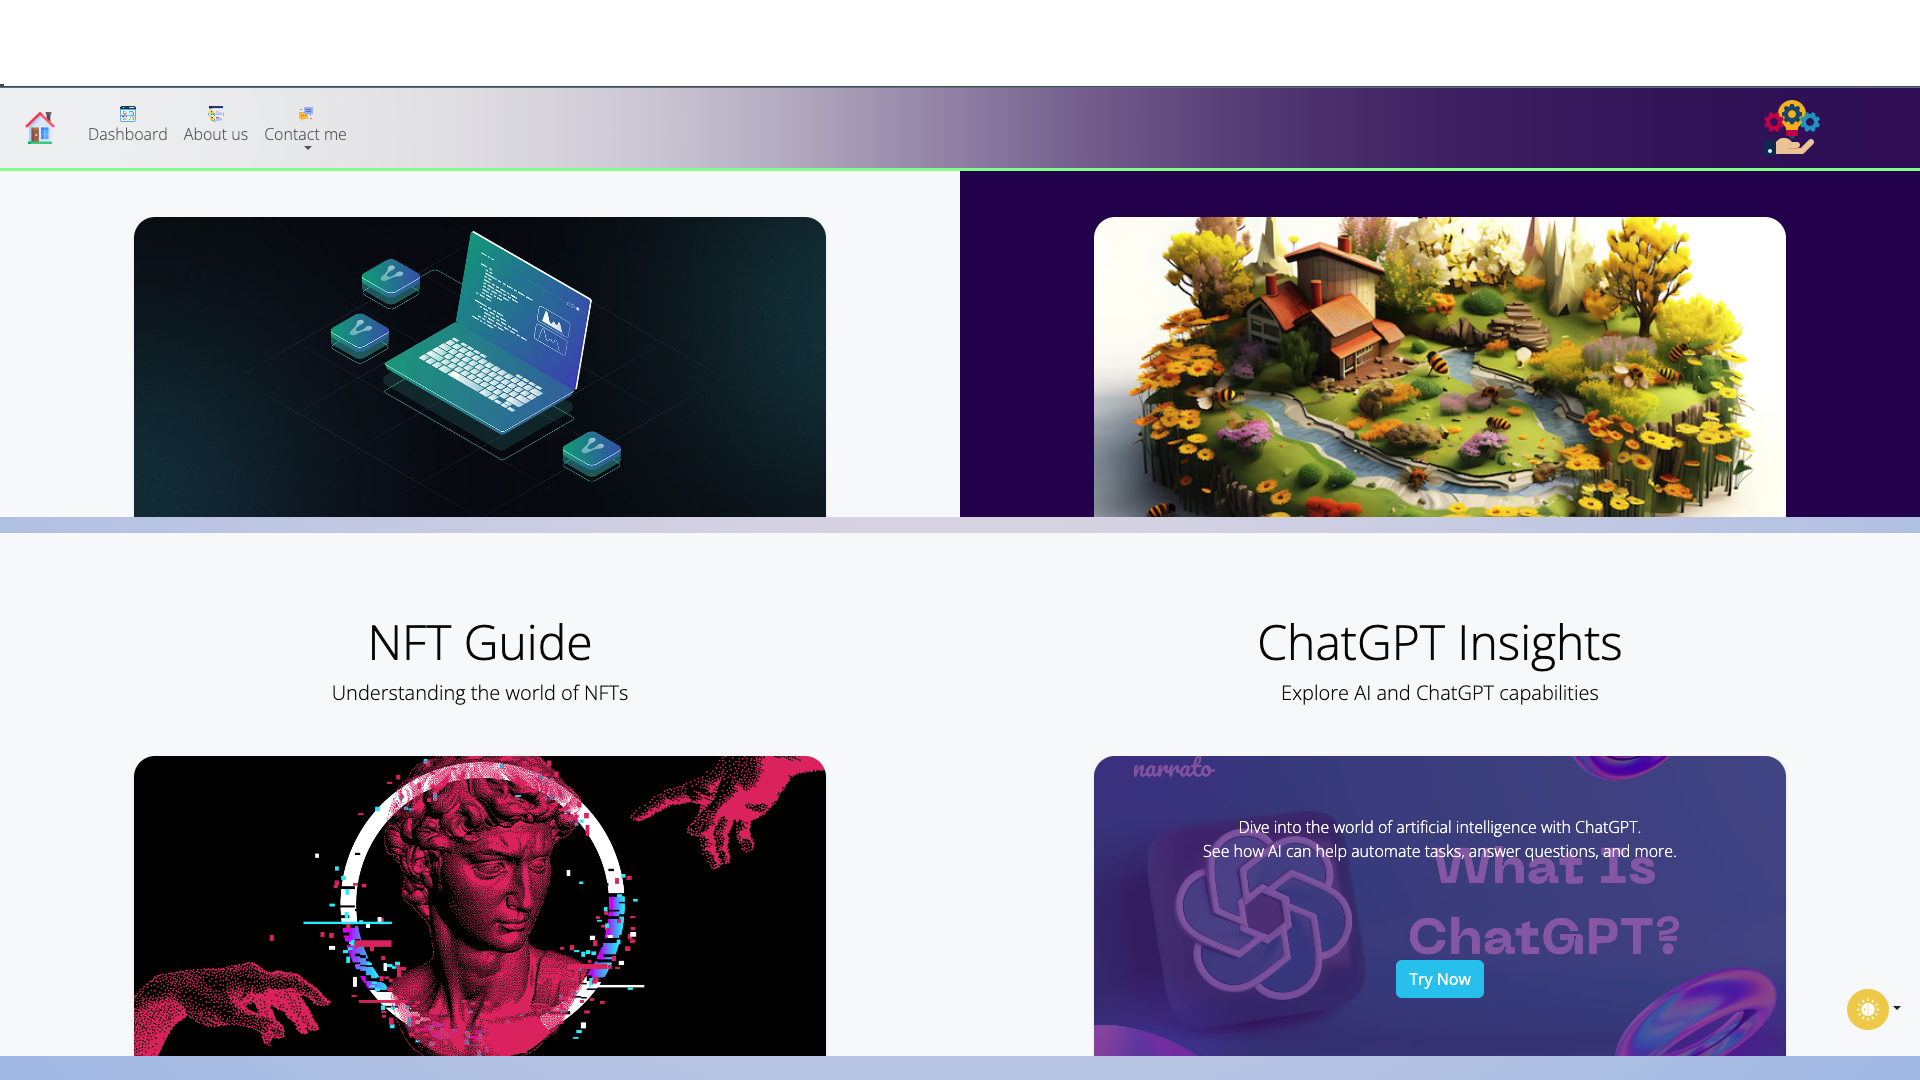 Dashboard
About us
Contact me
NFT Guide
Understanding the world of NFTs
ChatGPT Insights
Explore AI and ChatGPT capabilities
narrato
Dive into the world of artificial intelligence with ChatGPT.
See how AI can help automate tasks, answer questions, and more.
What Is
ChatGPT?
Try Now